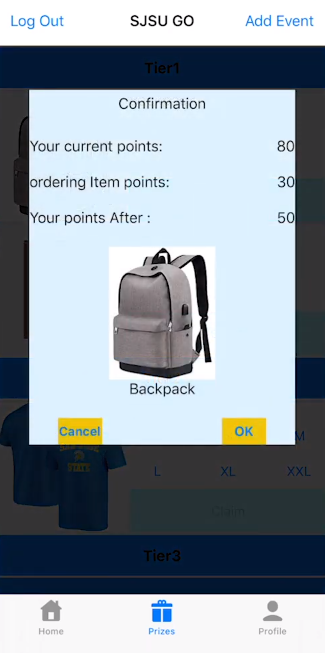 Log Out SJSU GO Add Event
Tier1
Confirmation
Your current points: 80
ordering Item points: 30
Your points After : 50
Backpack
Cancel OK
M
L XL XXL
Claim
Tier3
Home Prizes Profile